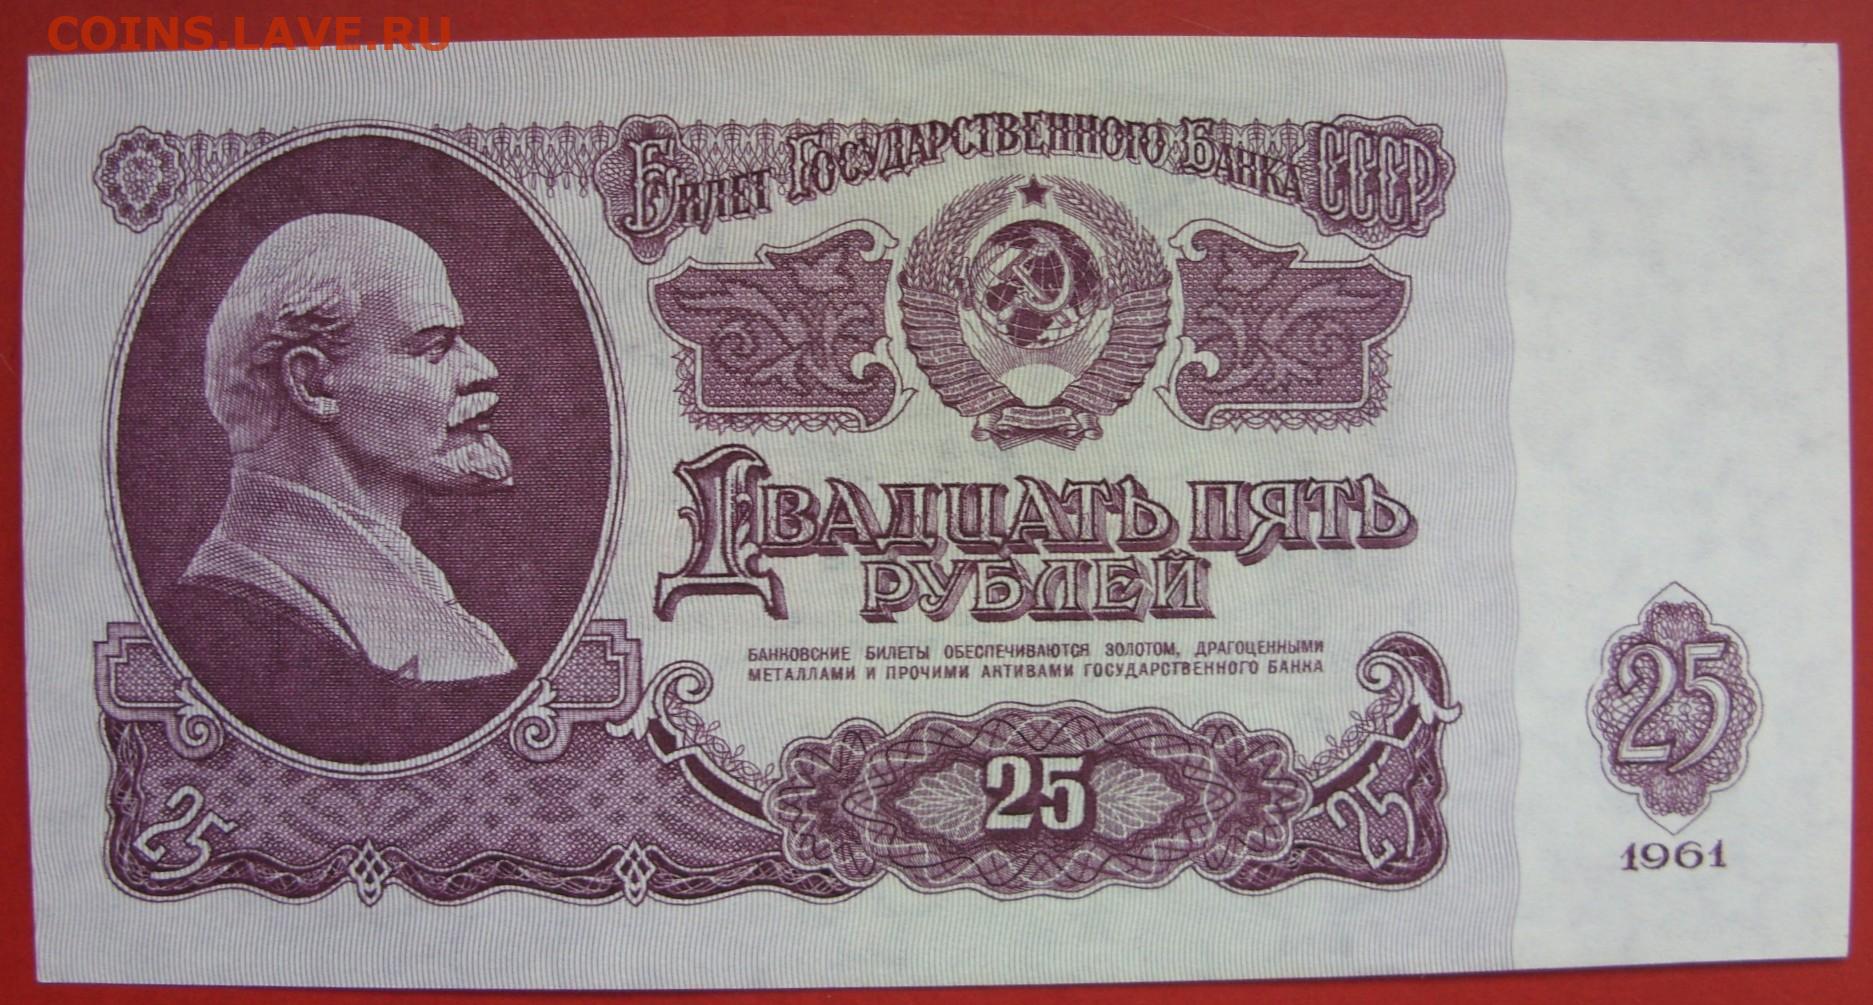 COINS.LAVE.RU
Билет Государственного Банка СССР
Двадцать пять
рублей
БАНКОВСКИЕ БИЛЕТЫ ОБЕСПЕЧИВАЮТСЯ ЗОЛОТОМ, ДРАГОЦЕННЫМИ
МЕТАЛЛАМИ И ПРОЧИМИ АКТИВАМИ ГОСУДАРСТВЕННОГО БАНКА
25
25
25
25
1961